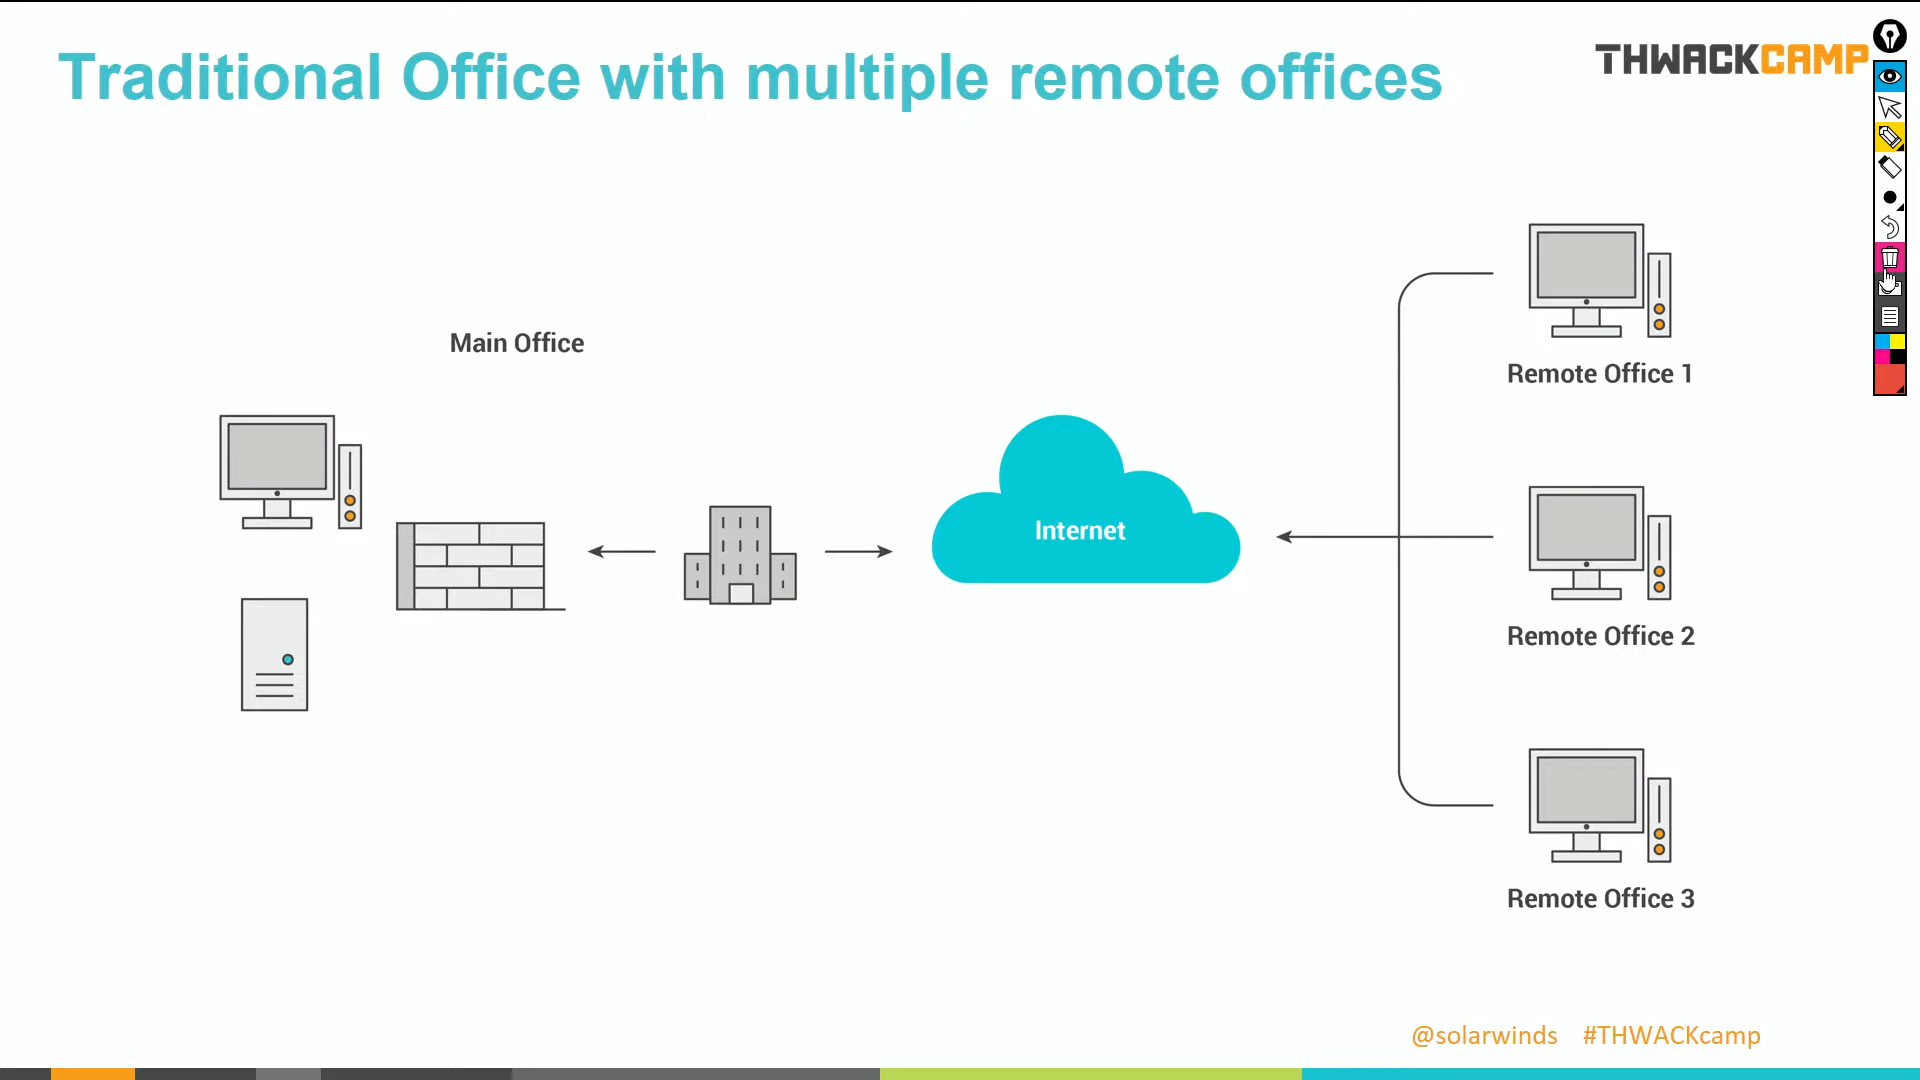 Traditional Office with multiple remote offices
THWACKCAMP
Main Office
Internet
Remote Office 1
Remote Office 2
Remote Office 3
@solarwinds #THWACKcamp